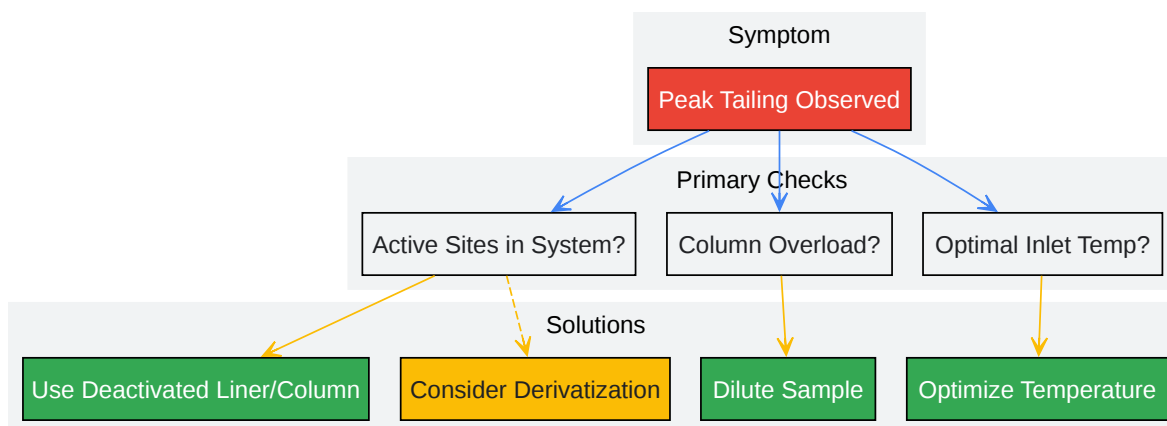 Symptom
Peak Tailing Observed
Primary Checks
Active Sites in System?
Column Overload?
Optimal Inlet Temp?
Solutions
Use Deactivated Liner/Column
Consider Derivatization
Dilute Sample
Optimize Temperature